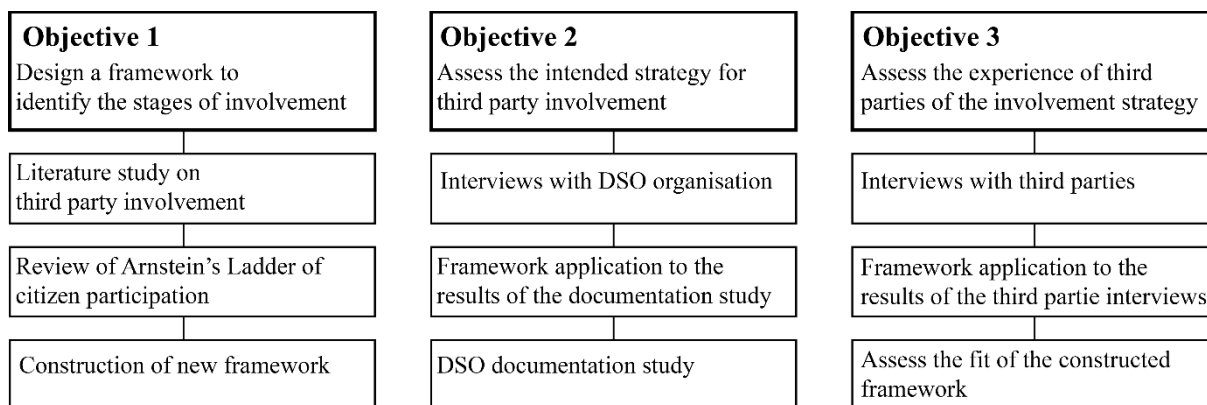 Objective 1
Design a framework to
identify the stages of involvement
Literature study on
third party involvement
Review of Arnstein's Ladder of
citizen participation
Construction of new framework
Objective 2
Assess the intended strategy for
third party involvement
Interviews with DSO organisation
Framework application to the
results of the documentation study
DSO documentation study
Objective 3
Assess the experience of third
parties of the involvement strategy
Interviews with third parties
Framework application to the
results of the third partie interviews
Assess the fit of the constructed
framework